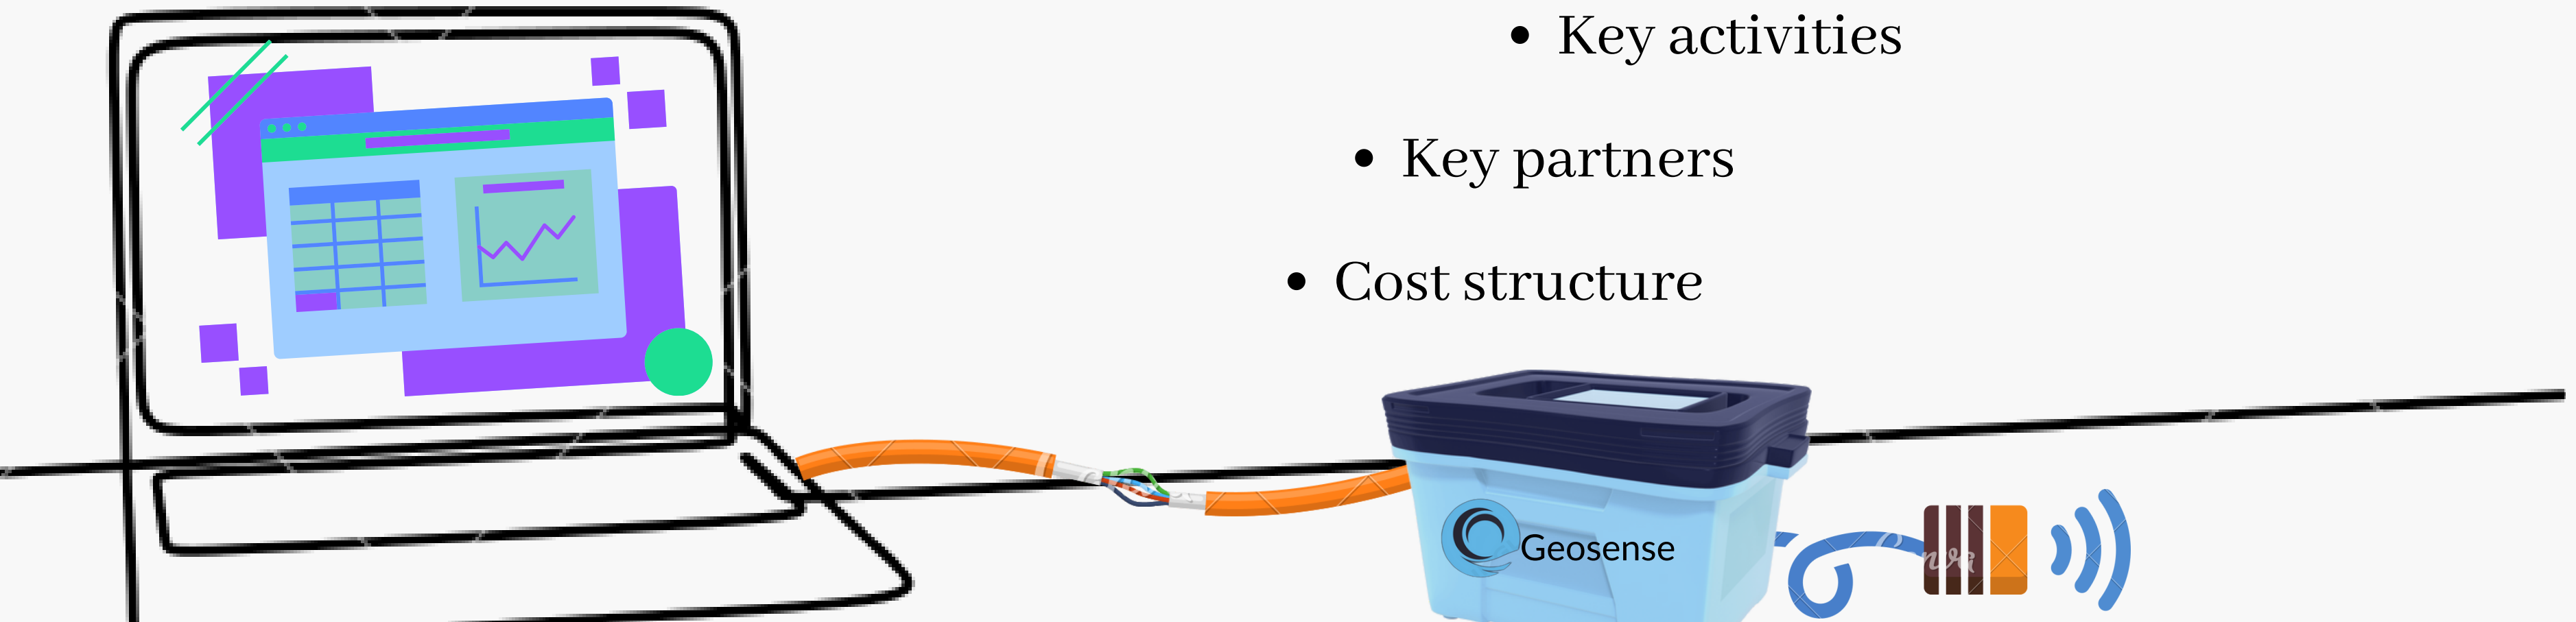 • Key activities
• Key partners
• Cost structure
Geosense